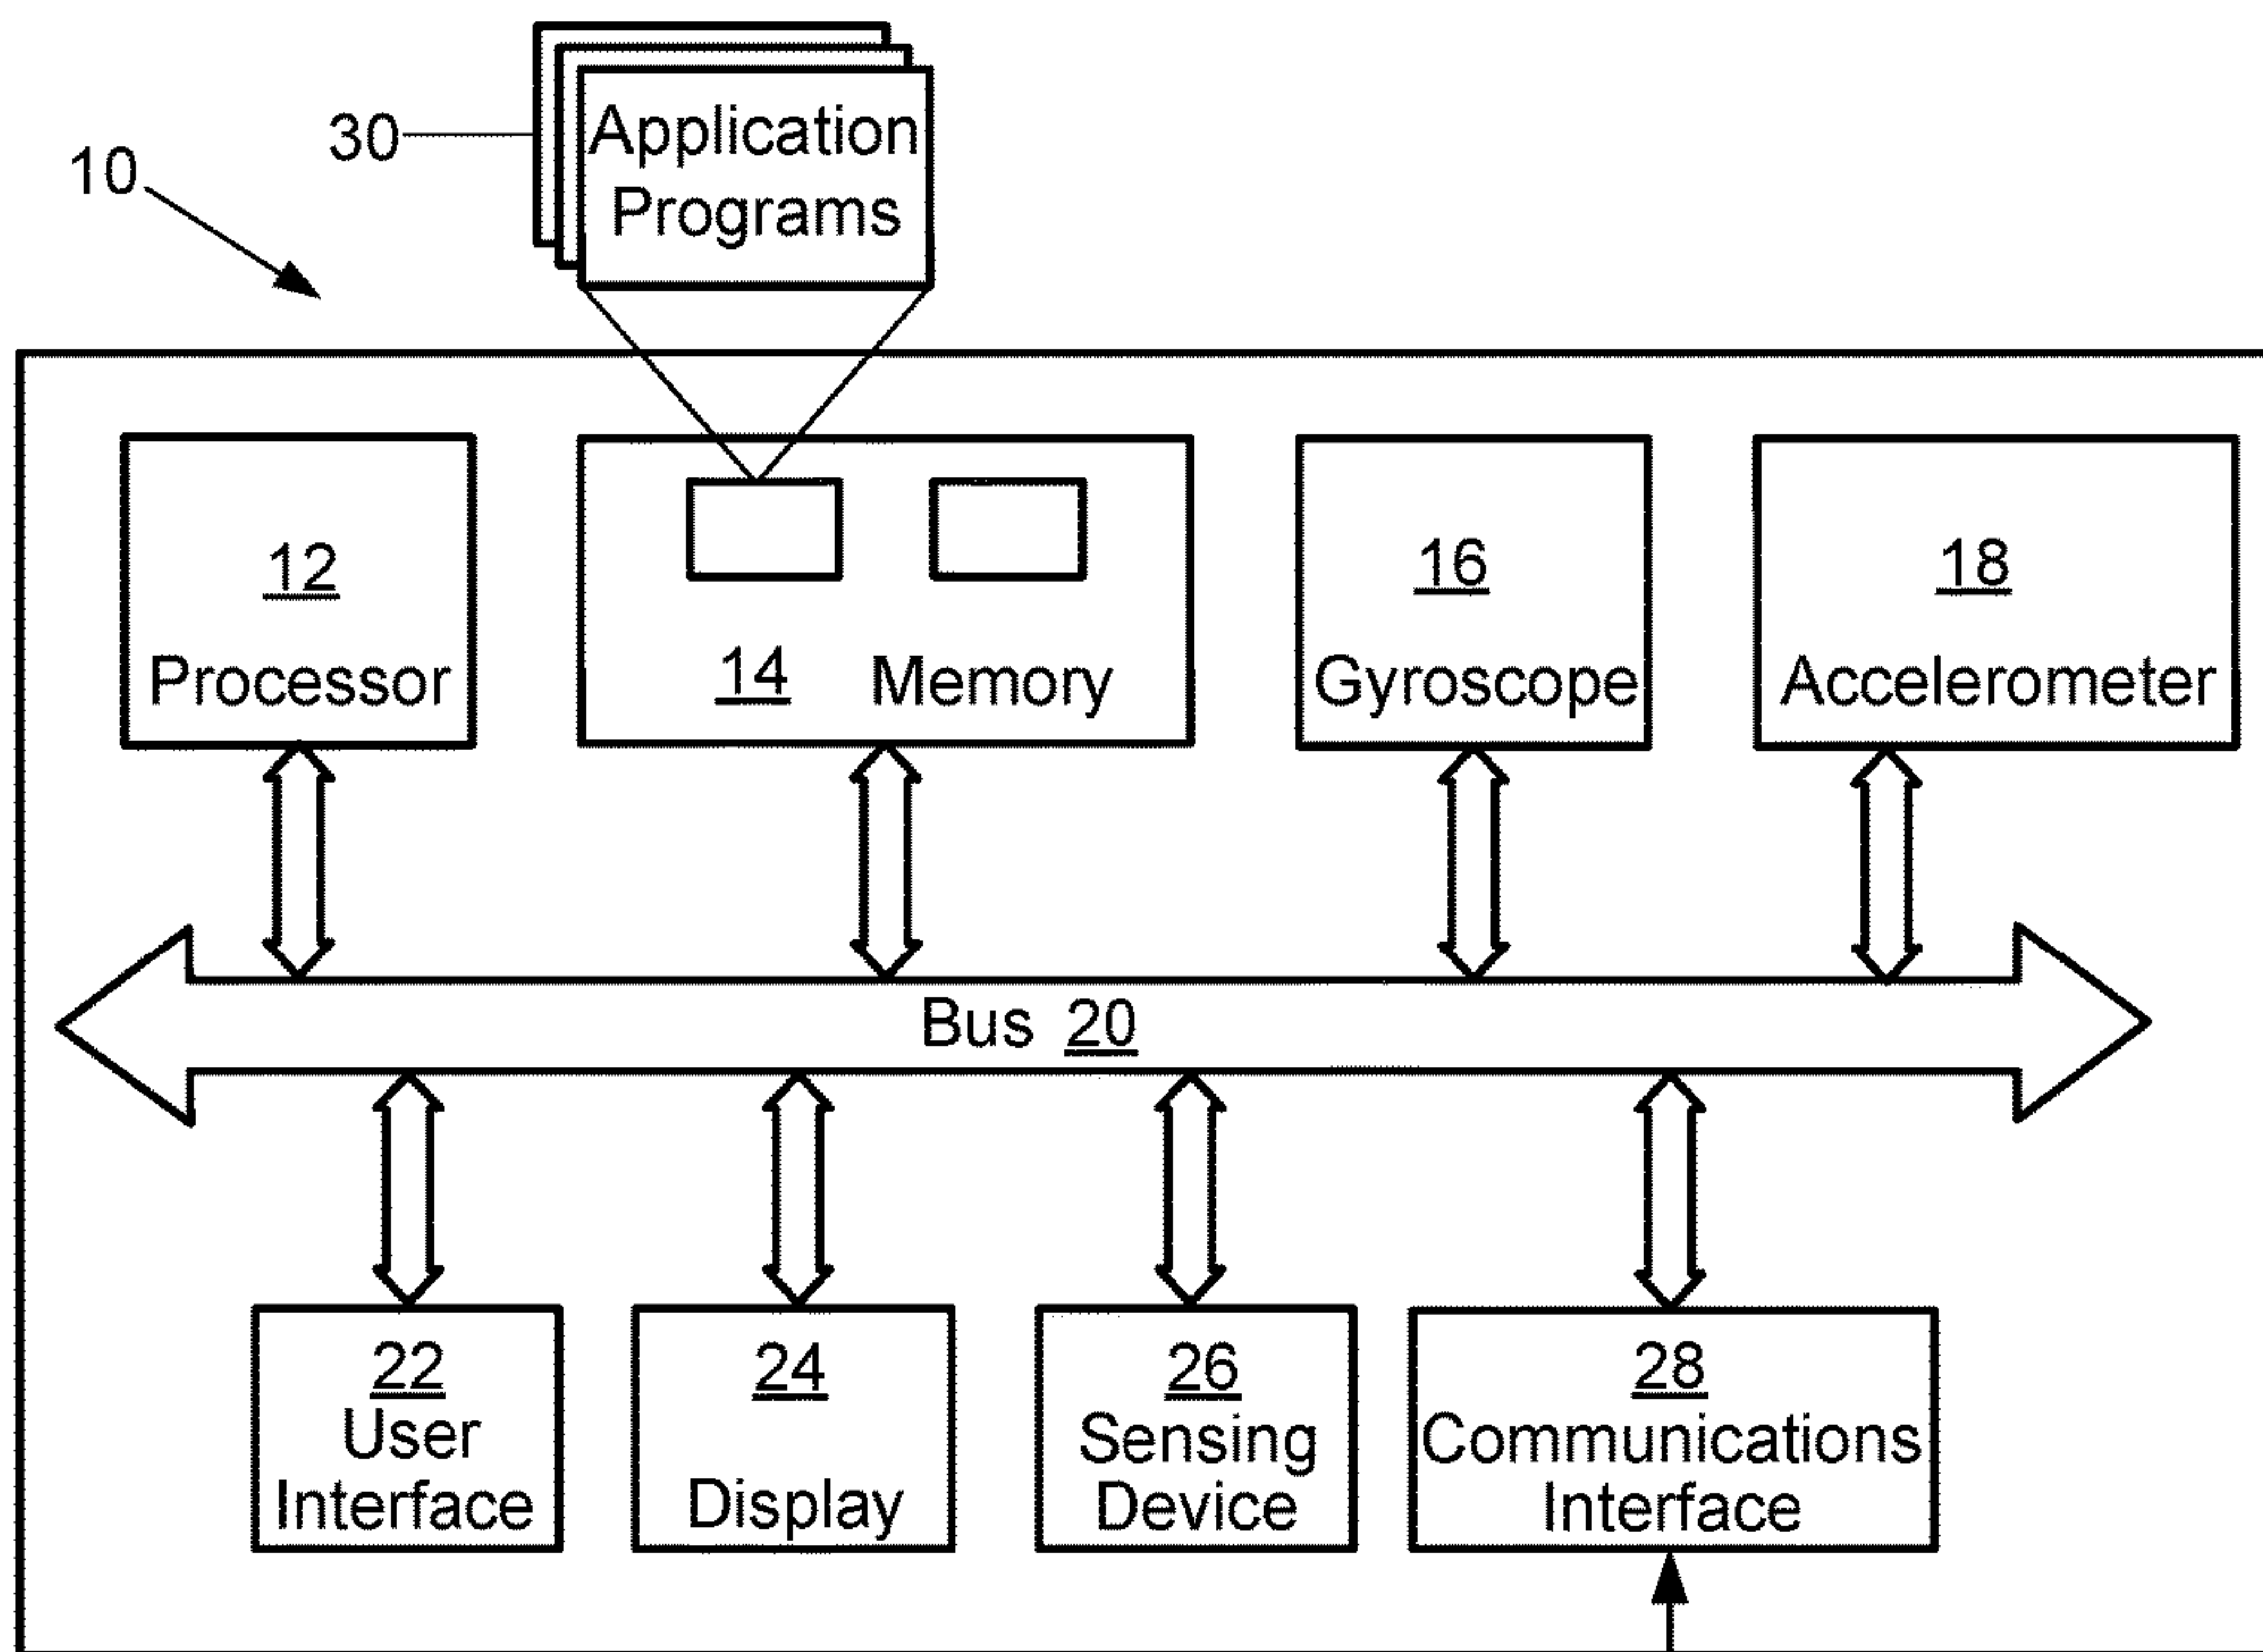 30
Application
Programs
10
12
Processor
14 Memory
16
Gyroscope
18
Accelerometer
Bus 20
22
User
Interface
24
Display
26
Sensing
Device
28
Communications
Interface